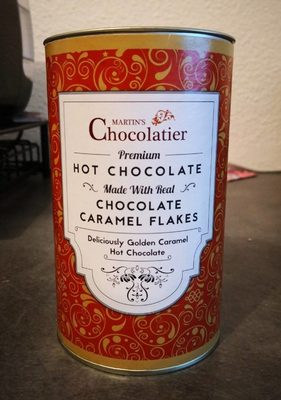 MARTIN'S
Chocolatier
Premium
HOT CHOCOLATE
Made With Real
CHOCOLATE
CARAMEL FLAKES
Deliciously Golden Caramel
Hot Chocolate